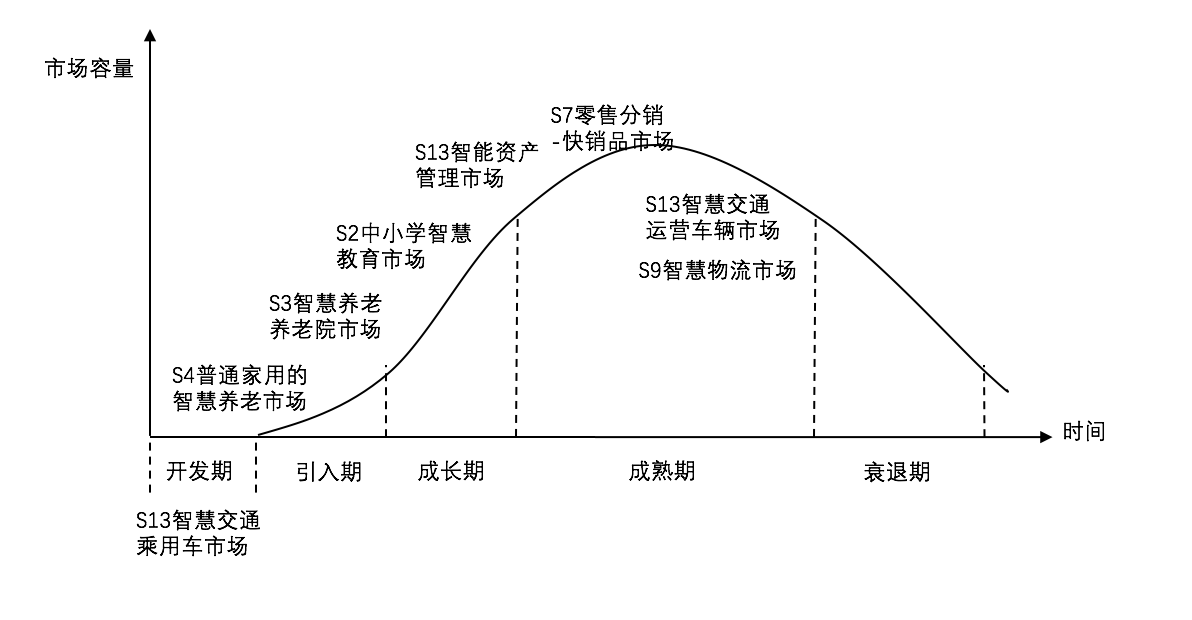 市场容量
S7零售分销
-快销品市场
S13智能资产
管理市场
S13智慧交通
运营车辆市场
S2中小学智慧
教育市场
S9智慧物流市场
S3智慧养老
养老院市场
S4普通家用的
智慧养老市场
时间
开发期
引入期
成长期
成熟期
衰退期
S13智慧交通
乘用车市场